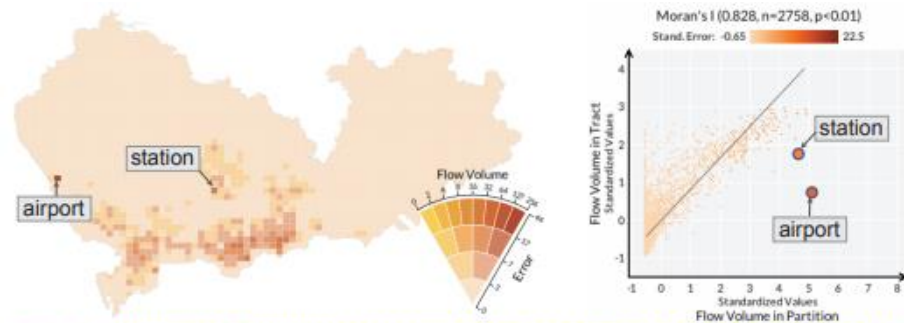 station
airport
Flow Volume
0 2 4 8 16 32 64 128 256
Error
Moran's I (0.828, n=2758, p<0.01)
Stand. Error: -0.65 22.5
Flow Volume in Tract
Standardized Values
4
3
2
1
0
-1
station
airport
-1 0 1 2 3 4 5 6 7 8
Standardized Values
Flow Volume in Partition